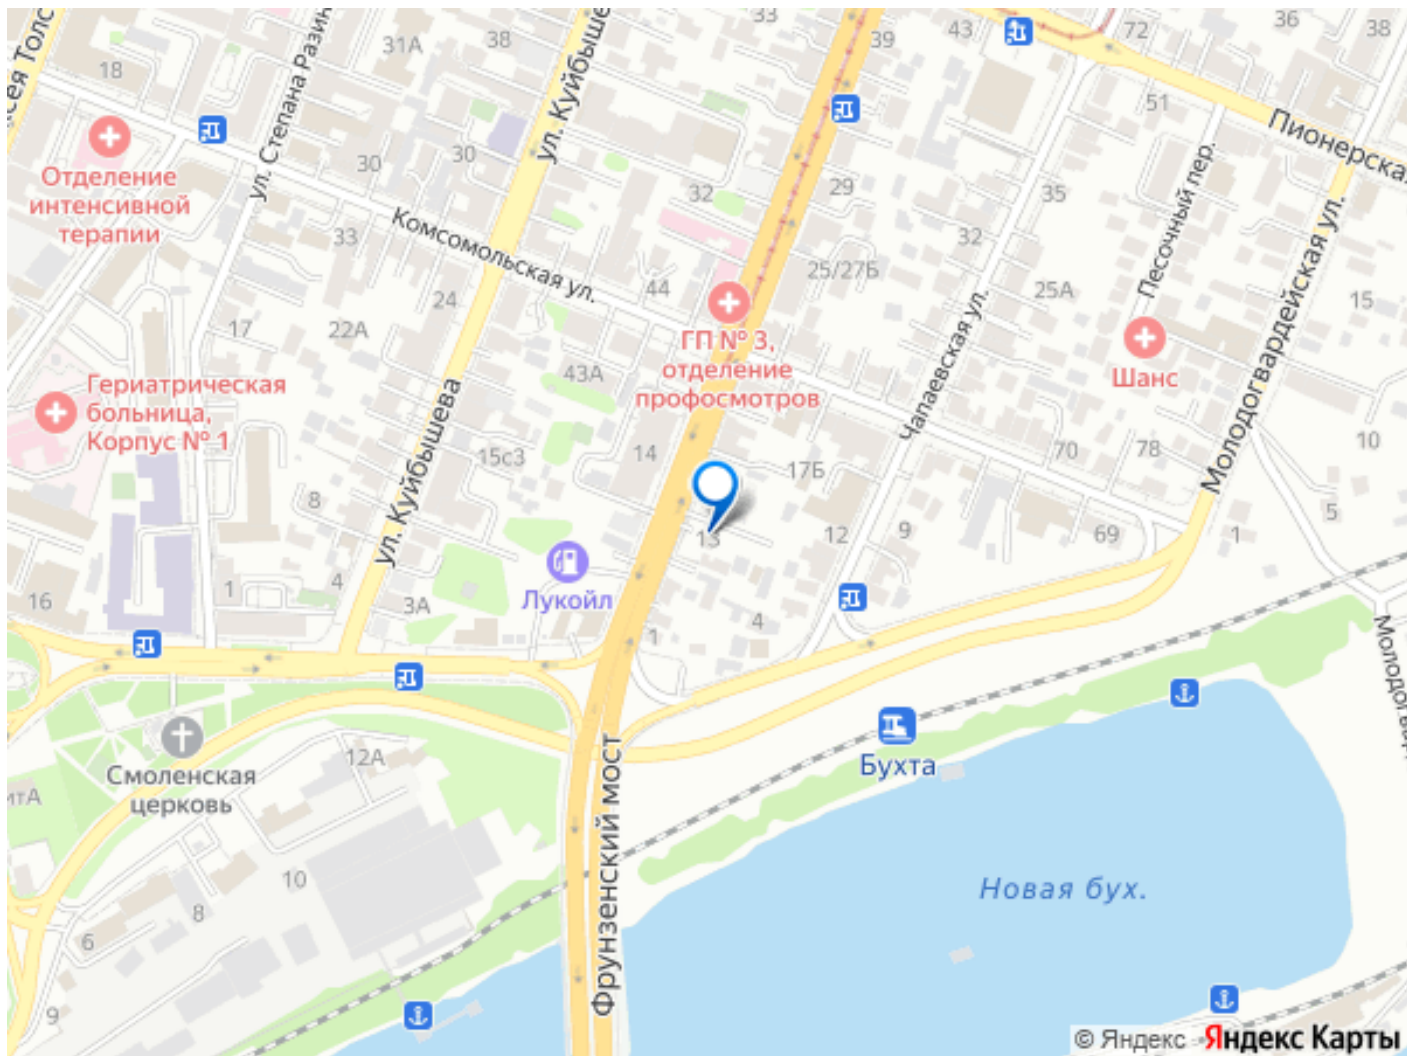 33
39
43
72
36
38
31А
38
18
ул. Степана Разин
ул. Куйбыше
51
Пионерская
Отделение
интенсивной
терапии
30
30
32
29
35
Песочный пер.
Комсомольская ул.
33
32
24
44
25/27Б
25А
15
Молодогвардейская ул.
17
22А
ГП № 3,
отделение
профосмотров
43А
Шанс
Чапаевская ул.
Гериатрическая
больница,
Корпус № 1
ул. Куйбышева
15с3
14
17Б
70
78
10
8
13
12
9
69
1
5
Лукойл
16
1
4
3А
1
4
Смоленская
церковь
12А
Бухта
Фрунзенский мост
10
8
6
9
Новая бух.
© Яндекс Яндекс Карты